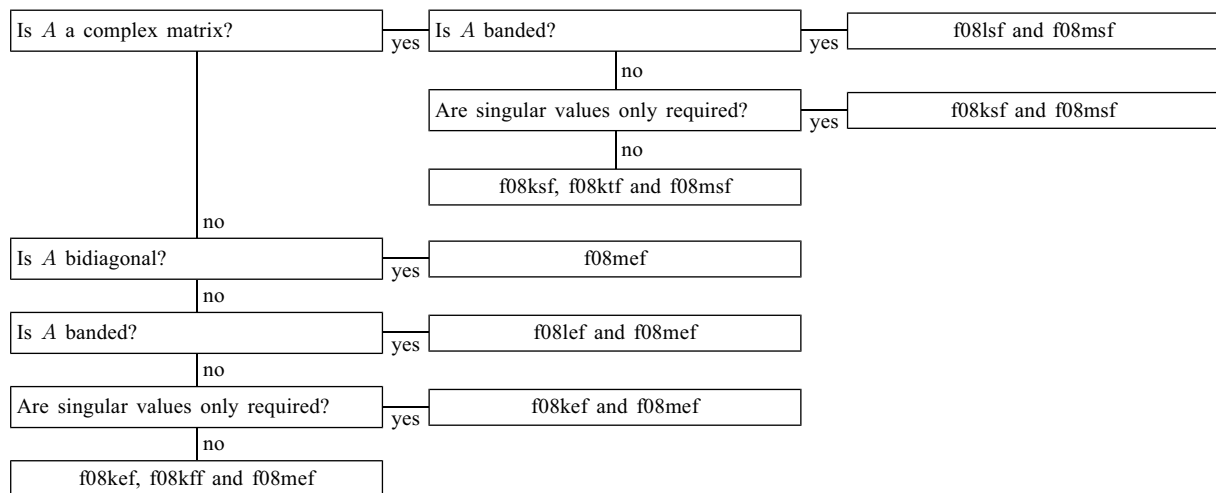 Is A a complex matrix?
yes
Is A banded?
yes
f08lsf and f08msf
no
Are singular values only required?
yes
f08ksf and f08msf
no
f08ksf, f08ktf and f08msf
no
Is A bidiagonal?
yes
f08mef
no
Is A banded?
yes
f08lef and f08mef
no
Are singular values only required?
yes
f08kef and f08mef
no
f08kef, f08kff and f08mef